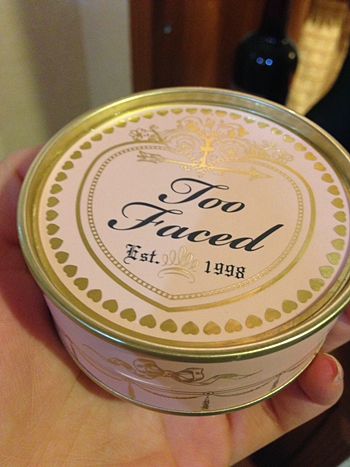 Too
Faced
Est. 1998